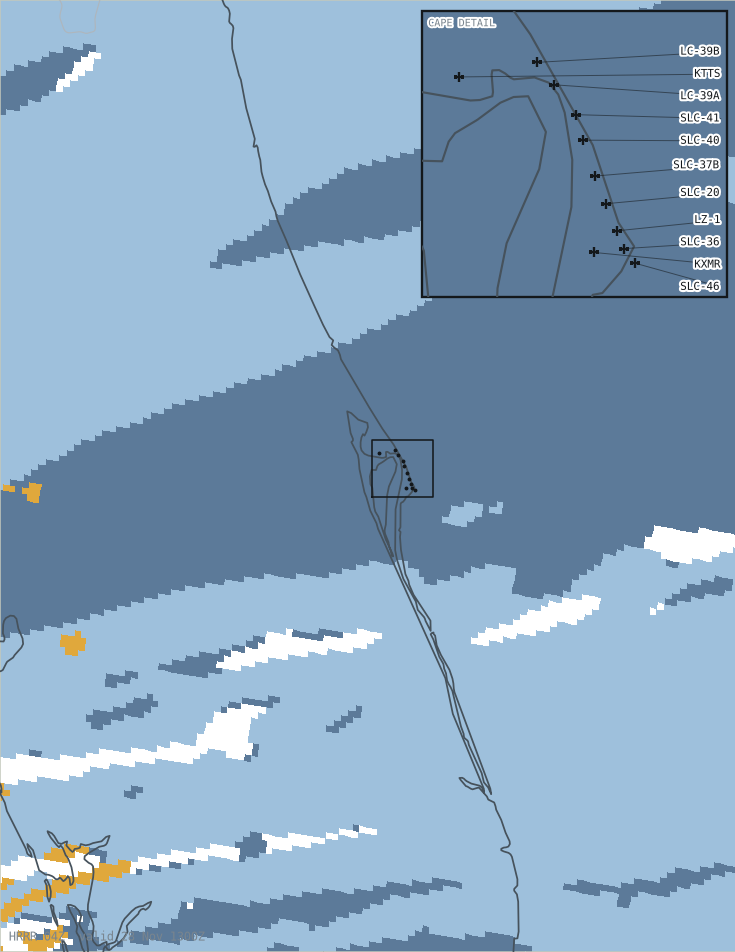 CAPE DETAIL
LC-39B
KTTS
LC-39A
SLC-41
SLC-40
SLC-37B
SLC-20
LZ-1
SLC-36
KXMR
SLC-46
HRRR